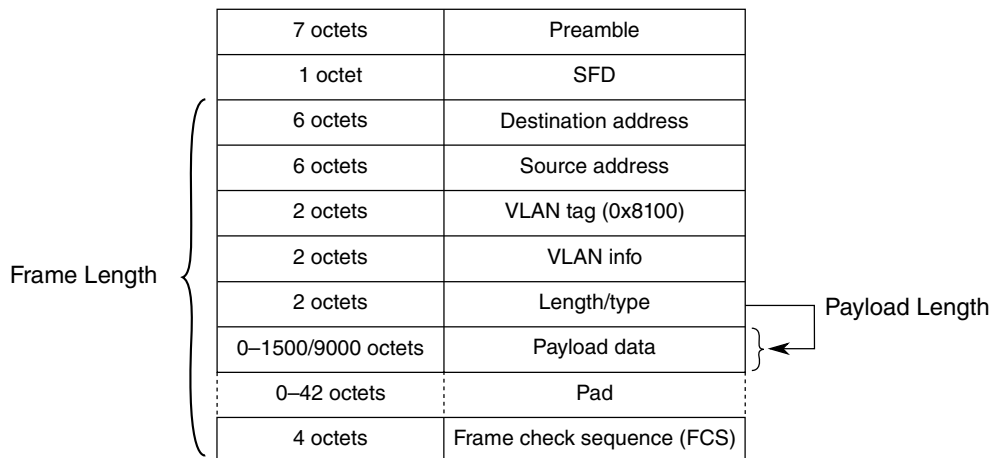 7 octets Preamble
1 octet SFD
6 octets Destination address
6 octets Source address
2 octets VLAN tag (0x8100)
2 octets VLAN info
Frame Length
2 octets Length/type
Payload Length
0–1500/9000 octets Payload data
0–42 octets Pad
4 octets Frame check sequence (FCS)